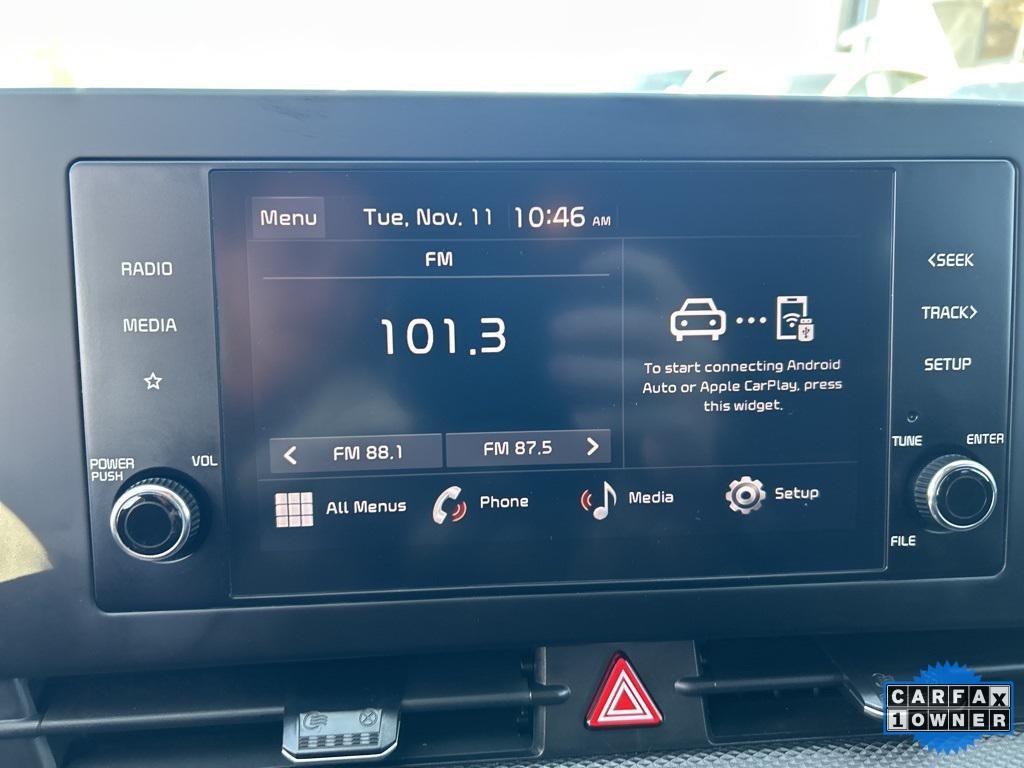 Menu Tue, Nov. 11 10:46 AM
FM
101.3
FM 88.1 FM 87.5
To start connecting Android
Auto or Apple CarPlay, press
this widget.
All Menus Phone Media Setup
RADIO
MEDIA
POWER
PUSH
VOL
<SEEK
TRACK>
SETUP
TUNE
ENTER
FILE
CARFAX
1 OWNER